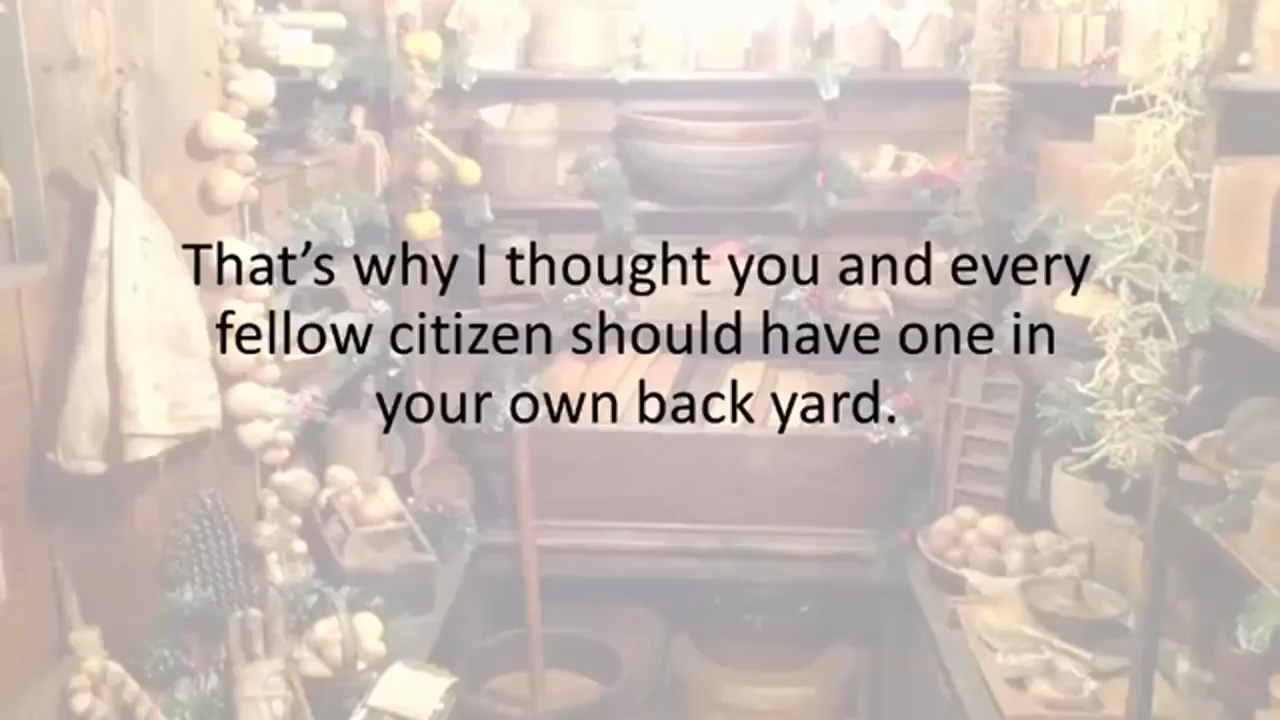 That’s why I thought you and every
fellow citizen should have one in
your own back yard.